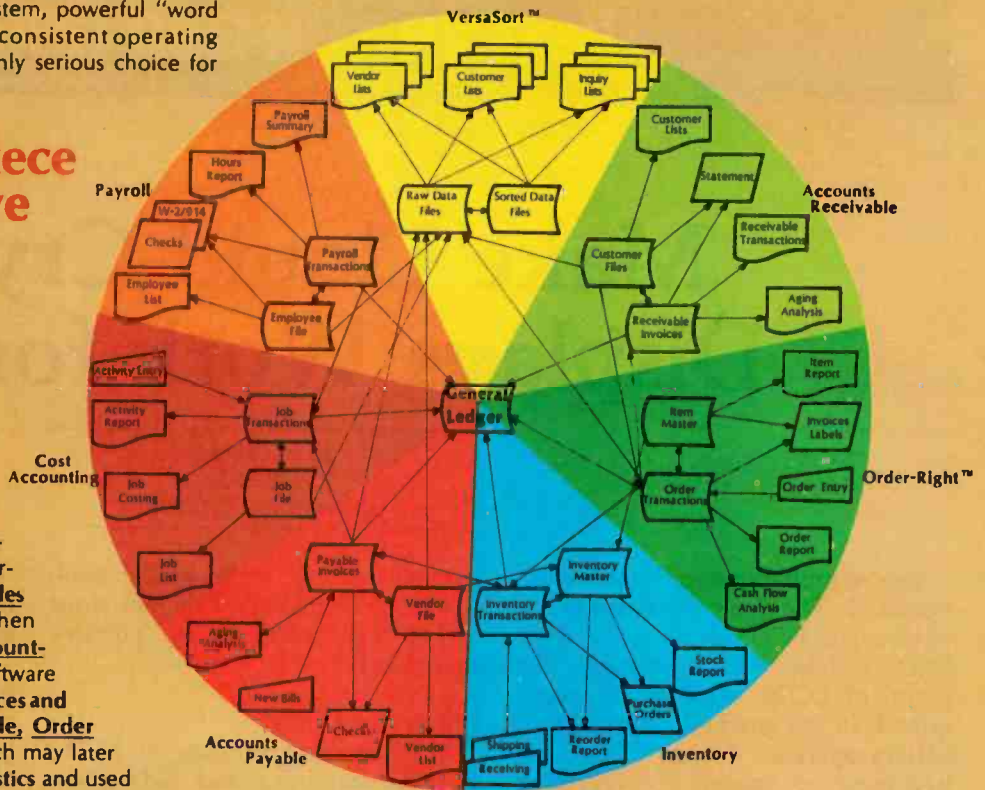 stem, powerful “word
consistent operating
nly serious choice for
iece
ve
r
r-
les
hen
ount-
ftware
ces and
le, Order
ch may later
stics and used
VersaSort™
Vendor
Lists
Customer
Lists
Inquiry
Lists
Raw Data
Files
Sorted Data
Files
Payroll
Payroll
Summary
Hours
Report
W-2/914
Checks
Employee
List
Payroll
Transactions
Employee
File
Accounts
Receivable
Customer
Lists
Statement
Receivable
Transactions
Aging
Analysis
Customer
Files
Receivable
Invoices
General
Ledger
Cost
Accounting
Activity Entry
Activity
Report
Job
Costing
Job
List
Job
Transactions
Job
File
Order-Right™
Item
Report
Invoices
Labels
Order Entry
Order
Report
Cash Flow
Analysis
Item
Master
Order
Transactions
Accounts
Payable
Payable
Invoices
Vendor
File
Aging
Analysis
New Bills
Checks
Vendor
List
Inventory
Inventory
Master
Inventory
Transactions
Stock
Report
Purchase
Orders
Reorder
Report
Shipping
Receiving